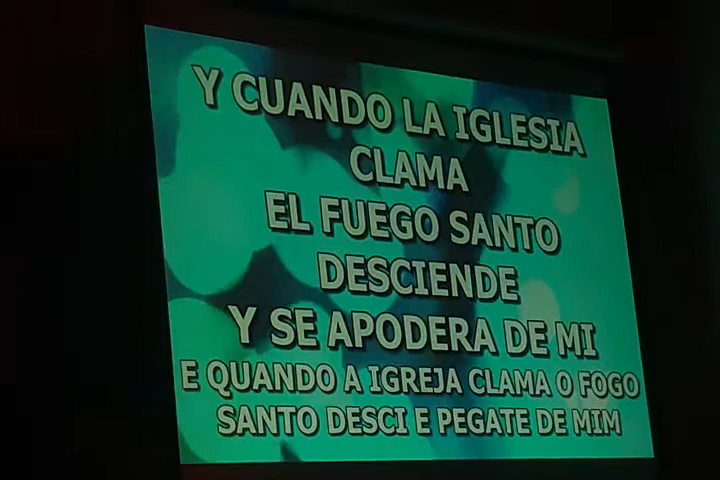 Y CUANDO LA IGLESIA
CLAMA
EL FUEGO SANTO
DESCIENDE
Y SE APODERA DE MI
E QUANDO A IGREJA CLAMA O FOGO
SANTO DESCI E PEGATE DE MIM